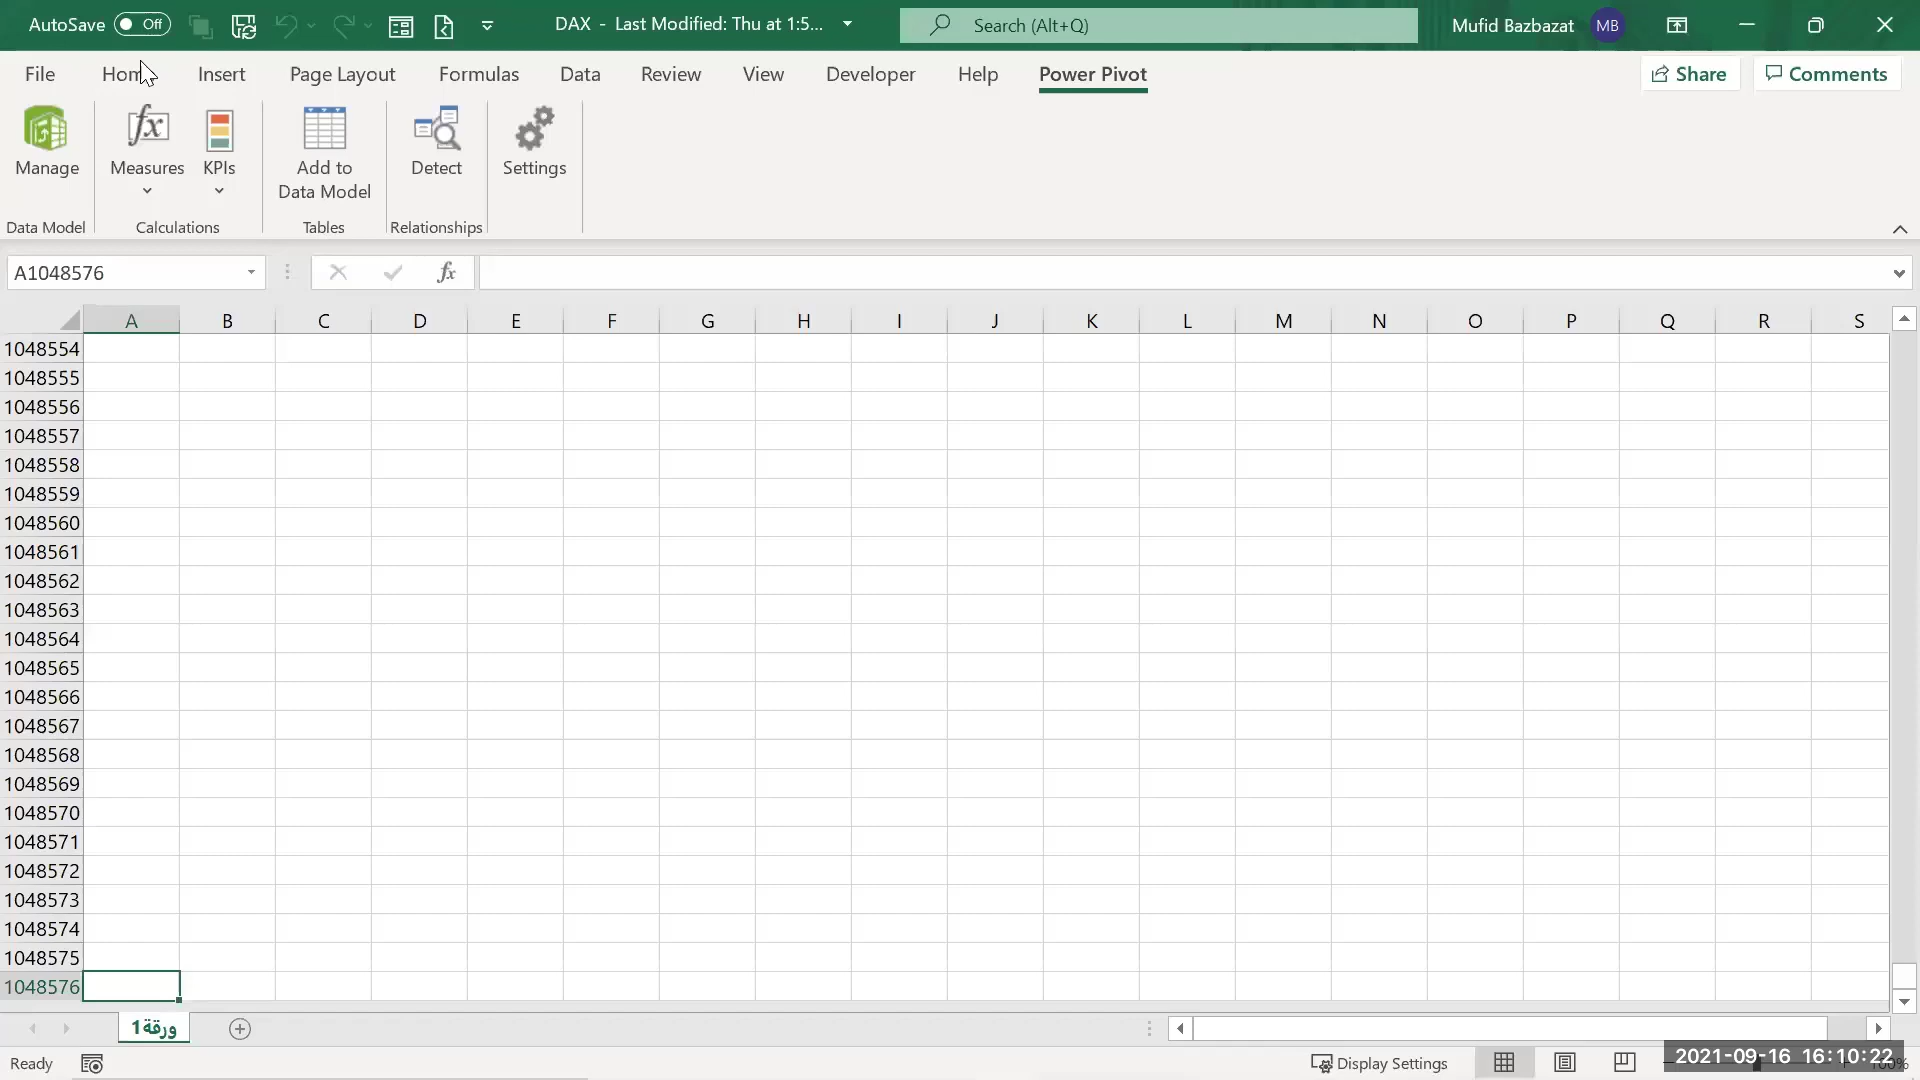 AutoSave Off
DAX - Last Modified: Thu at 1:5...
Search (Alt+Q)
Mufid Bazbazat MB
File Home Insert Page Layout Formulas Data Review View Developer Help Power Pivot Share Comments
Manage
Measures
KPIs
Add to
Data Model
Detect
Settings
Data Model Calculations Tables Relationships
A1048576
fx
A B C D E F G H I J K L M N O P Q R S
1048554
1048555
1048556
1048557
1048558
1048559
1048560
1048561
1048562
1048563
1048564
1048565
1048566
1048567
1048568
1048569
1048570
1048571
1048572
1048573
1048574
1048575
1048576
ورقة1
Ready
Display Settings
2021-09-16 16:10:22
100%